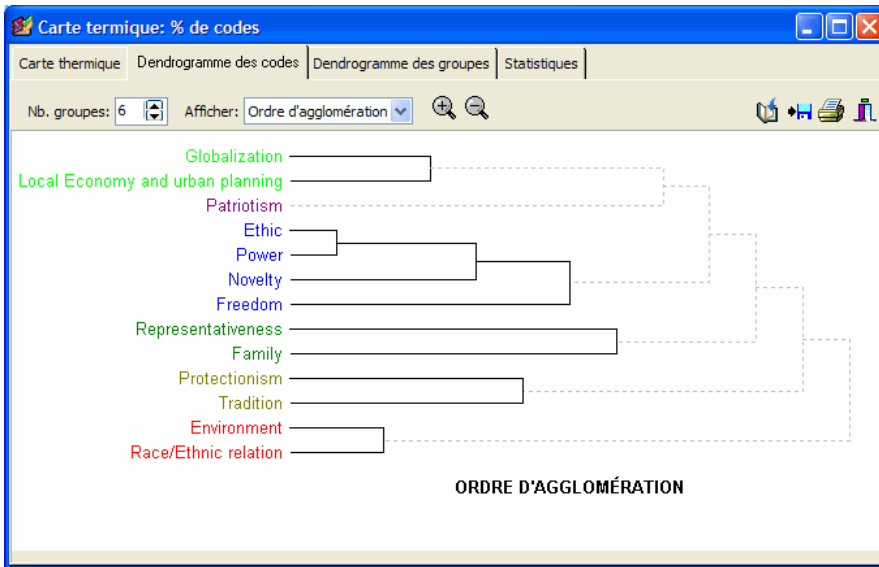 Carte termique: % de codes
Carte thermique Dendrogramme des codes Dendrogramme des groupes Statistiques
Nb. groupes: 6 Afficher: Ordre d'agglomération
Globalization
Local Economy and urban planning
Patriotism
Ethic
Power
Novelty
Freedom
Representativeness
Family
Protectionism
Tradition
Environment
Race/Ethnic relation
ORDRE D'AGGLOMÉRATION